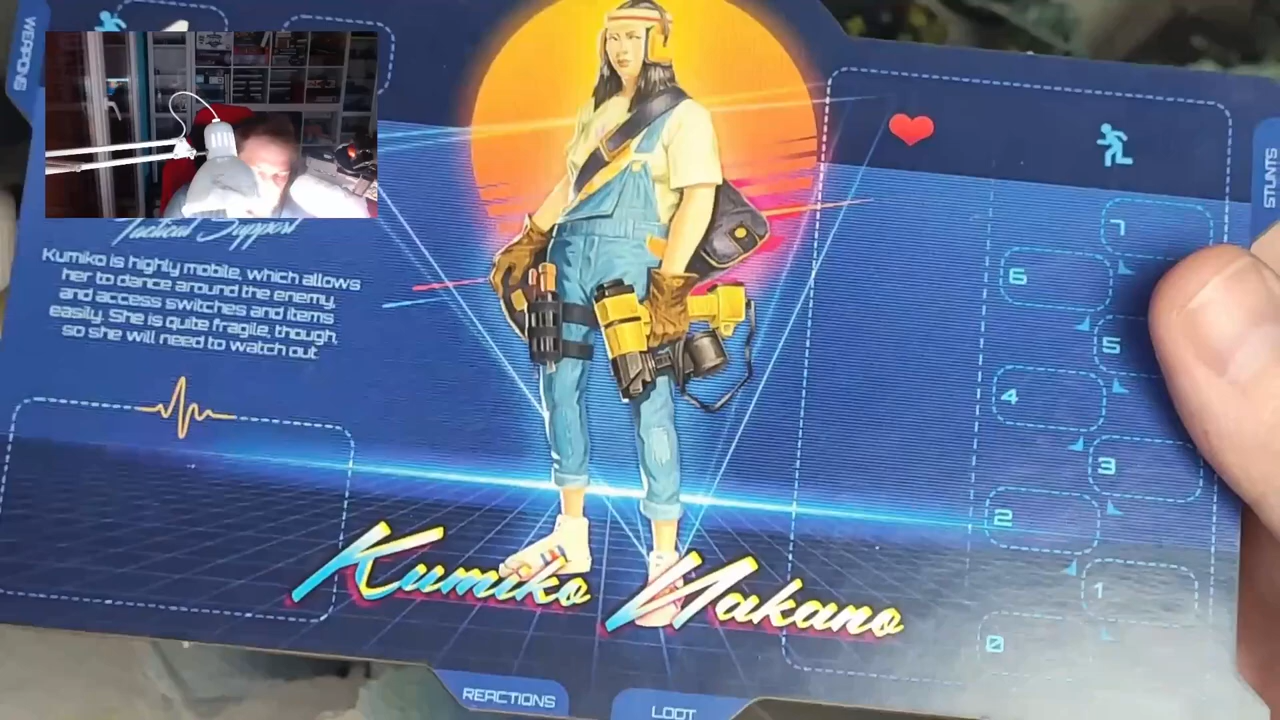 WEAPONS
STUNTS
Tactical Support
Kumiko is highly mobile, which allows
her to dance around the enemy,
and access switches and items
easily. She is quite fragile, though,
so she will need to watch out.
7
6
5
4
3
2
1
0
Kumiko Nakano
REACTIONS
LOOT